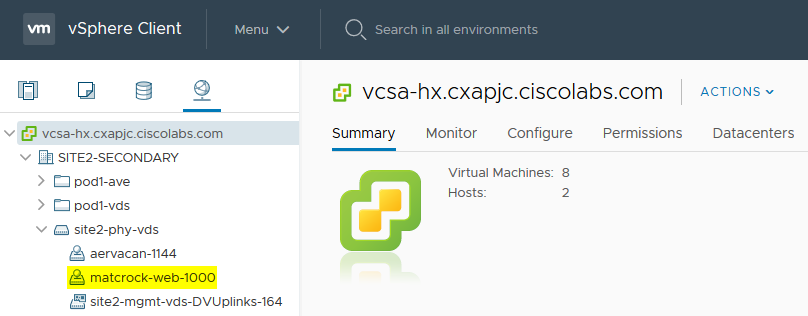 vm vSphere Client Menu Search in all environments
vcsa-hx.cxapjc.ciscolabs.com ACTIONS
Summary Monitor Configure Permissions Datacenters
Virtual Machines: 8
Hosts: 2
vcsa-hx.cxapjc.ciscolabs.com
SITE2-SECONDARY
pod1-ave
pod1-vds
site2-phy-vds
aervacan-1144
matcrock-web-1000
site2-mgmt-vds-DVUplinks-164